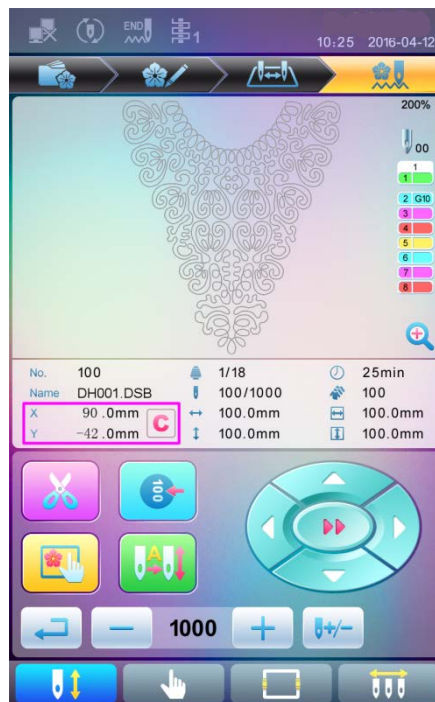 END
1
10:25 2016-04-12
200%
00
1
1
2 G10
3
4
5
6
7
8
No. 100 1/18 25min
Name DH001.DSB 100/1000 100
X 90 .0mm C 100.0mm 100.0mm
Y -42 .0mm 100.0mm 100.0mm
100
A
1000
+/-